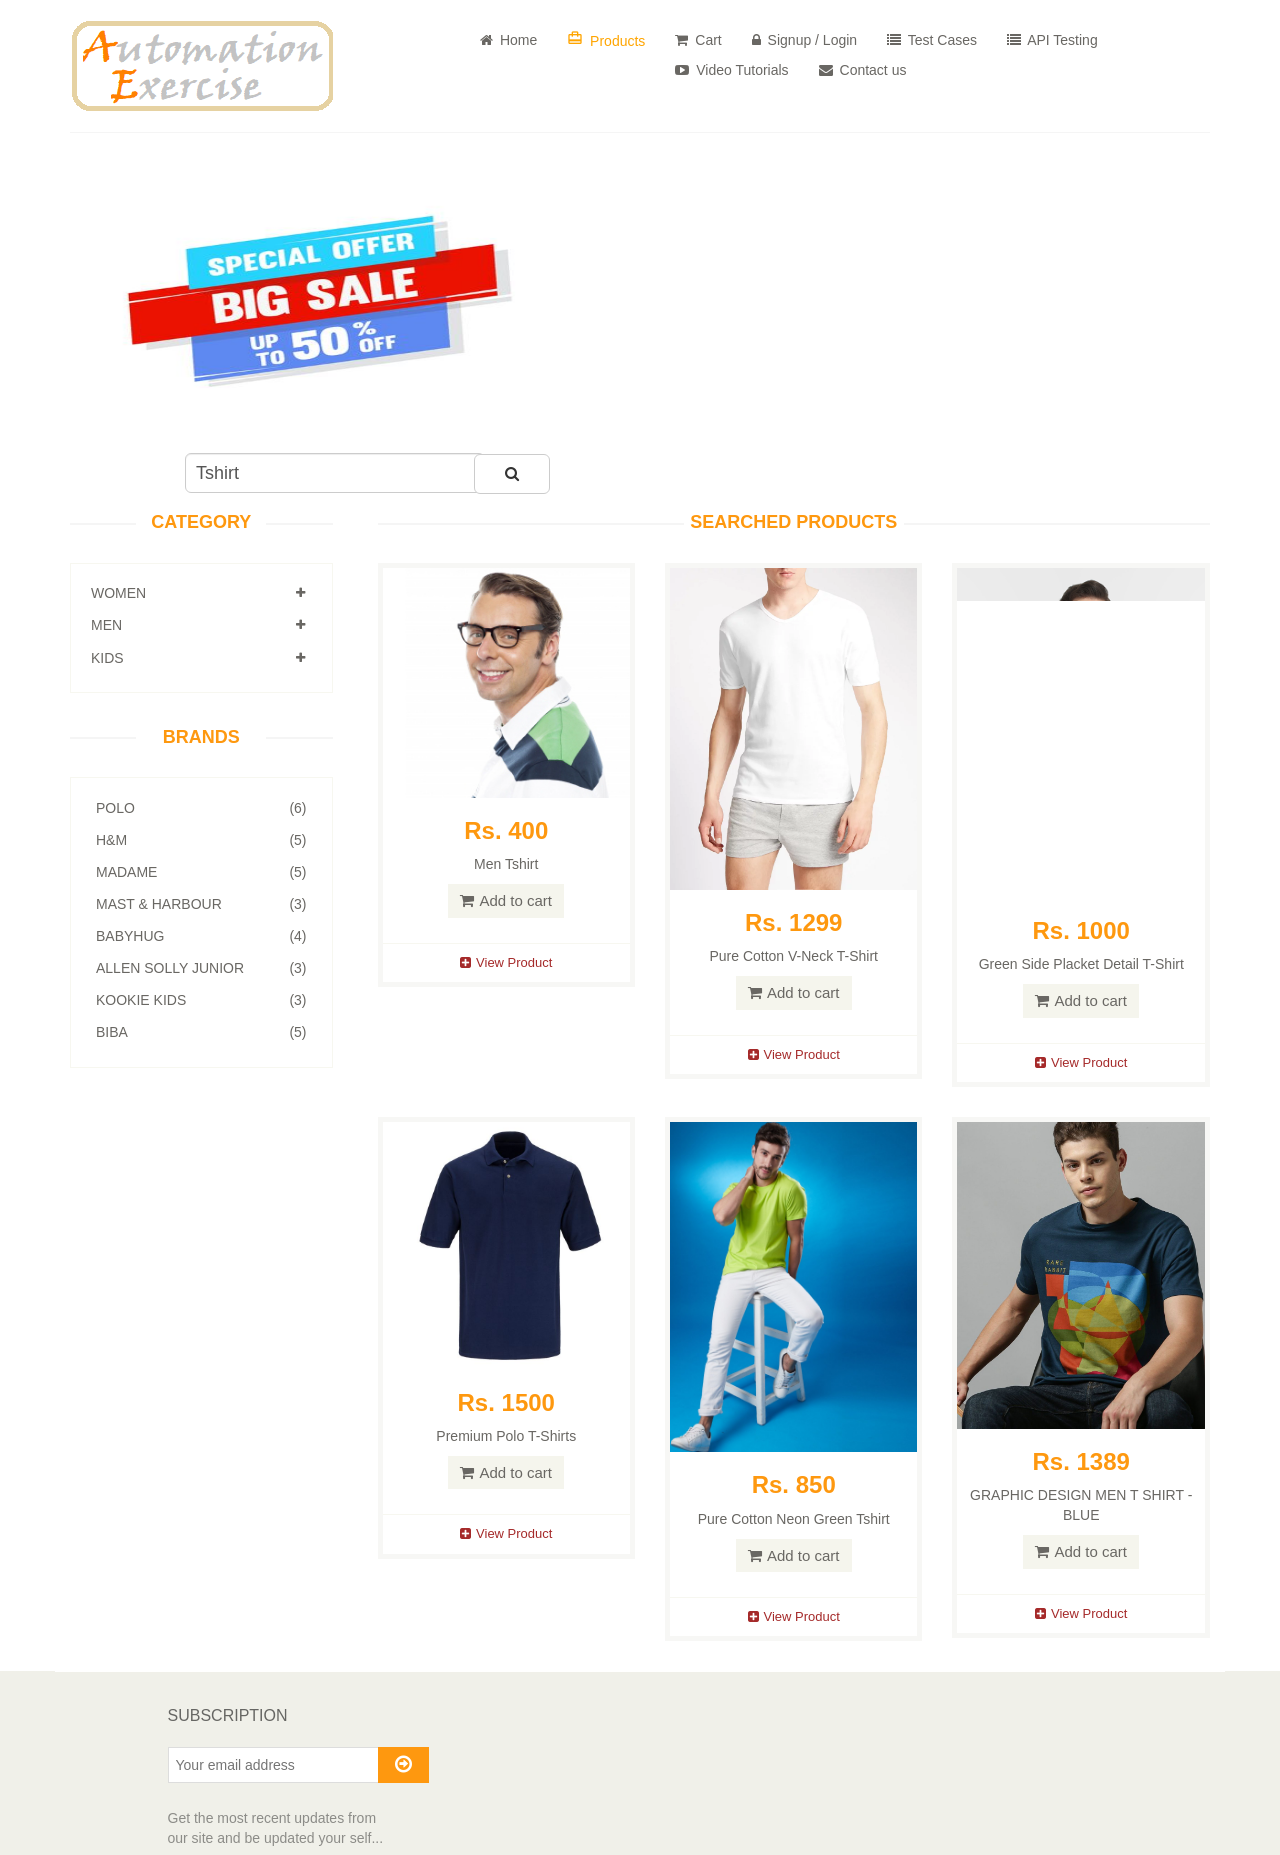 Automation
Exercise
Home Products Cart Signup / Login Test Cases API Testing
Video Tutorials Contact us
SPECIAL OFFER
BIG SALE
UP TO 50% OFF
Tshirt
CATEGORY
WOMEN
MEN
KIDS
BRANDS
POLO (6)
H&M (5)
MADAME (5)
MAST & HARBOUR (3)
BABYHUG (4)
ALLEN SOLLY JUNIOR (3)
KOOKIE KIDS (3)
BIBA (5)
SEARCHED PRODUCTS
Rs. 400
Men Tshirt
Add to cart
View Product
Rs. 1299
Pure Cotton V-Neck T-Shirt
Add to cart
View Product
Rs. 1000
Green Side Placket Detail T-Shirt
Add to cart
View Product
Rs. 1500
Premium Polo T-Shirts
Add to cart
View Product
Rs. 850
Pure Cotton Neon Green Tshirt
Add to cart
View Product
Rs. 1389
GRAPHIC DESIGN MEN T SHIRT -
BLUE
Add to cart
View Product
SUBSCRIPTION
Your email address
Get the most recent updates from
our site and be updated your self...